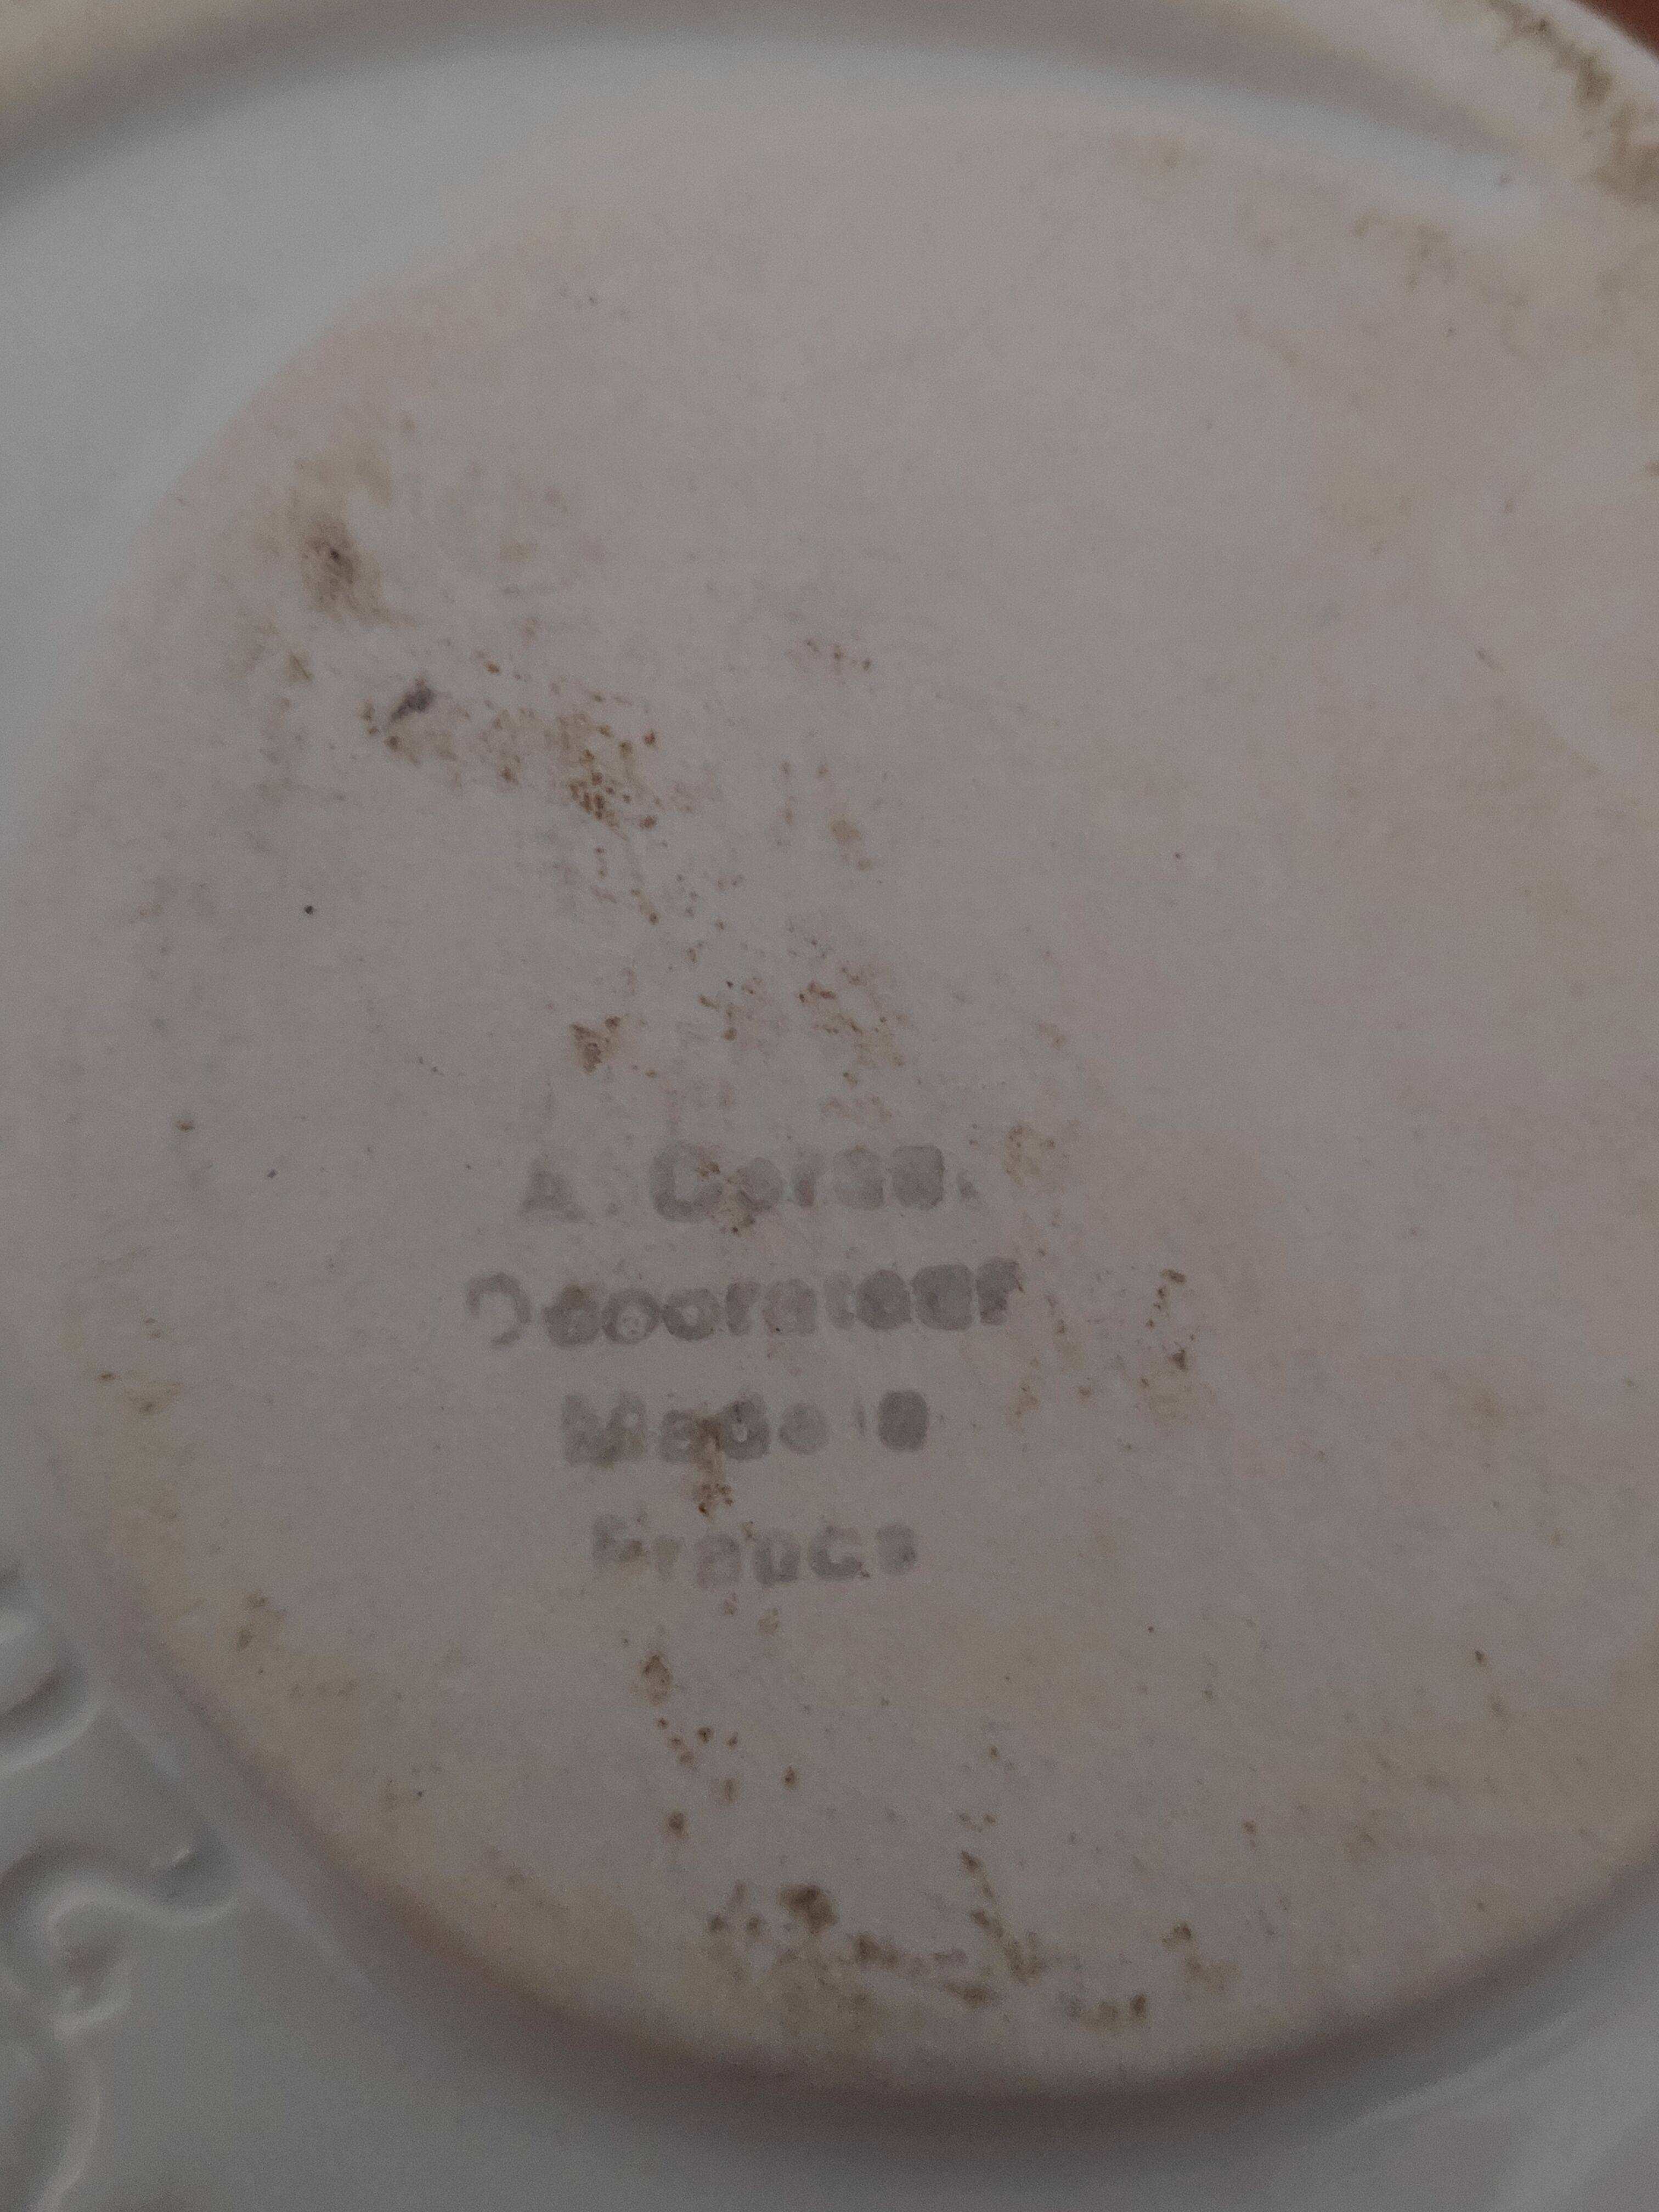 A.
Decorateur
Made in
France